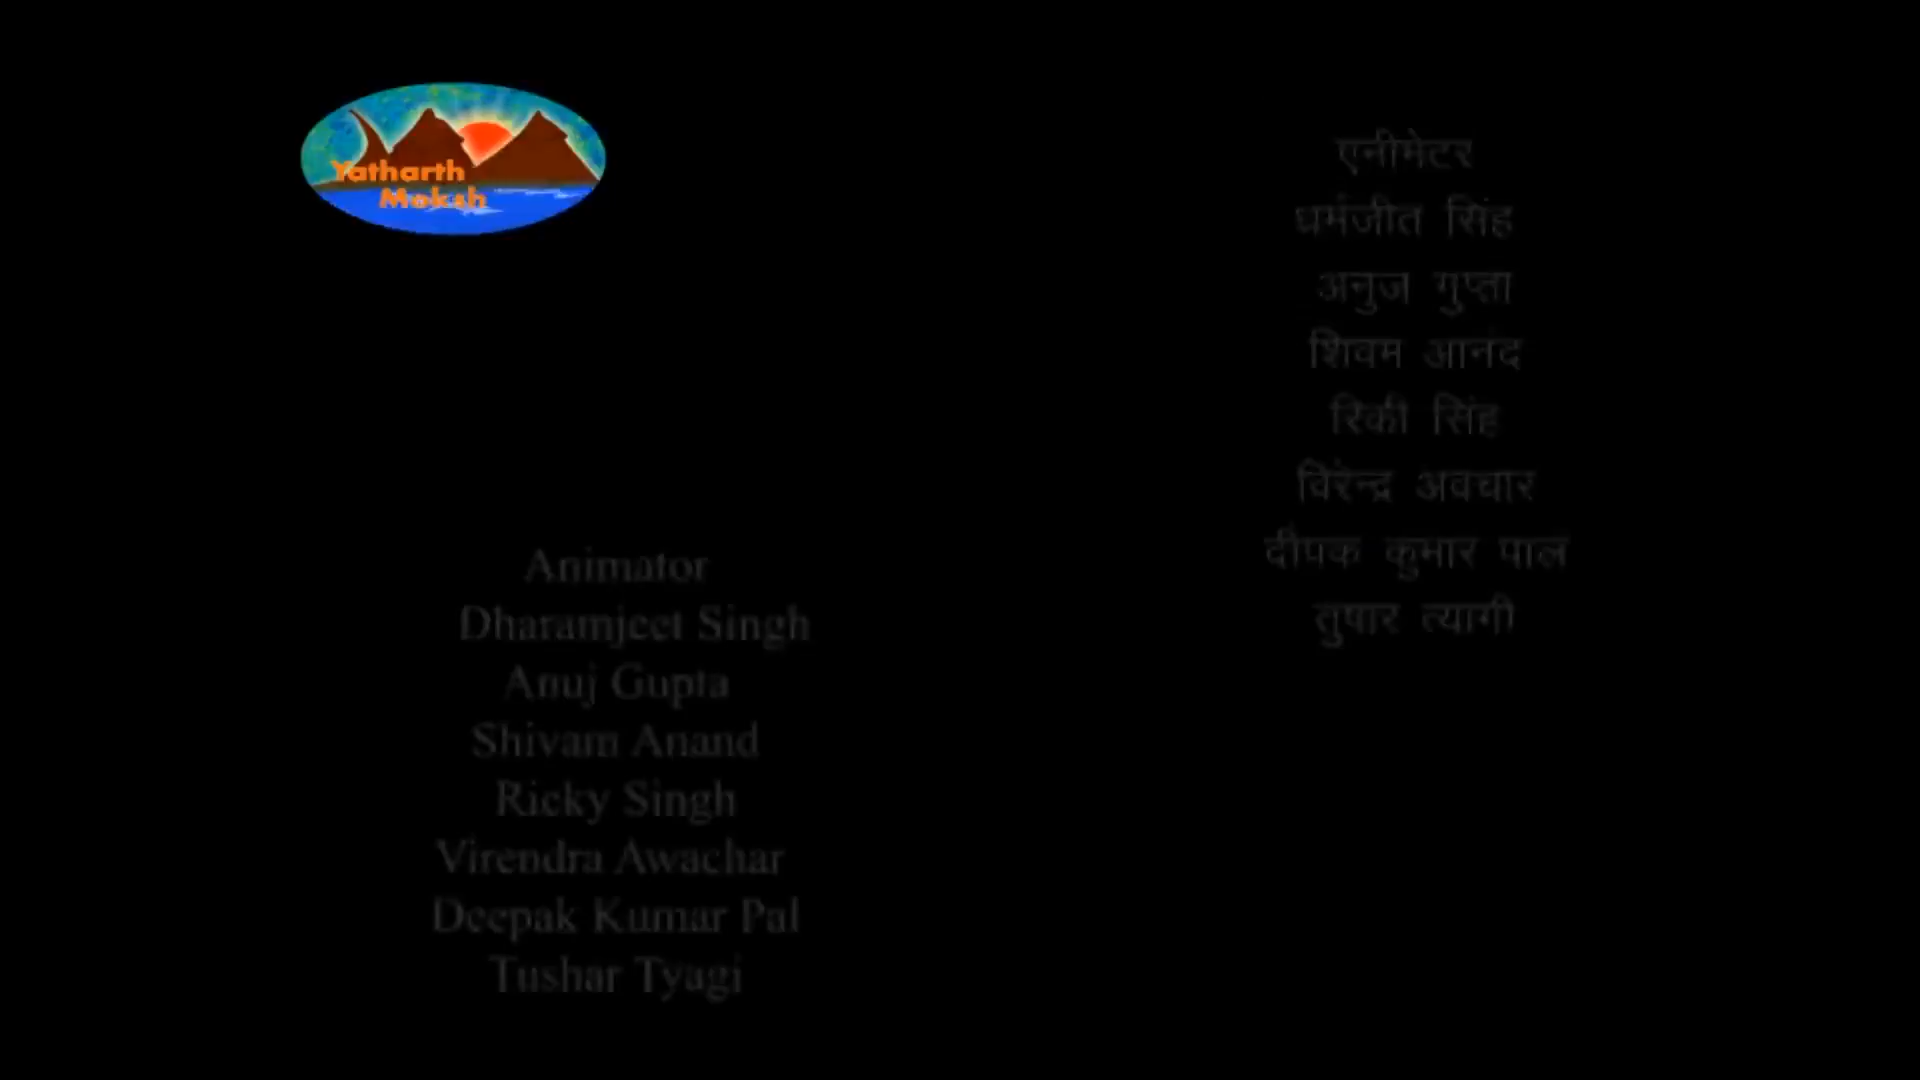 Yatharth
Moksh
Animator
Dharamjeet Singh
Anuj Gupta
Shivam Anand
Ricky Singh
Virendra Awachar
Deepak Kumar Pal
Tushar Tyagi
एनीमेटर
धर्मजीत सिंह
अनुज गुप्ता
शिवम आनंद
रिकी सिंह
विरेन्द्र अवचार
दीपक कुमार पाल
तुषार त्यागी